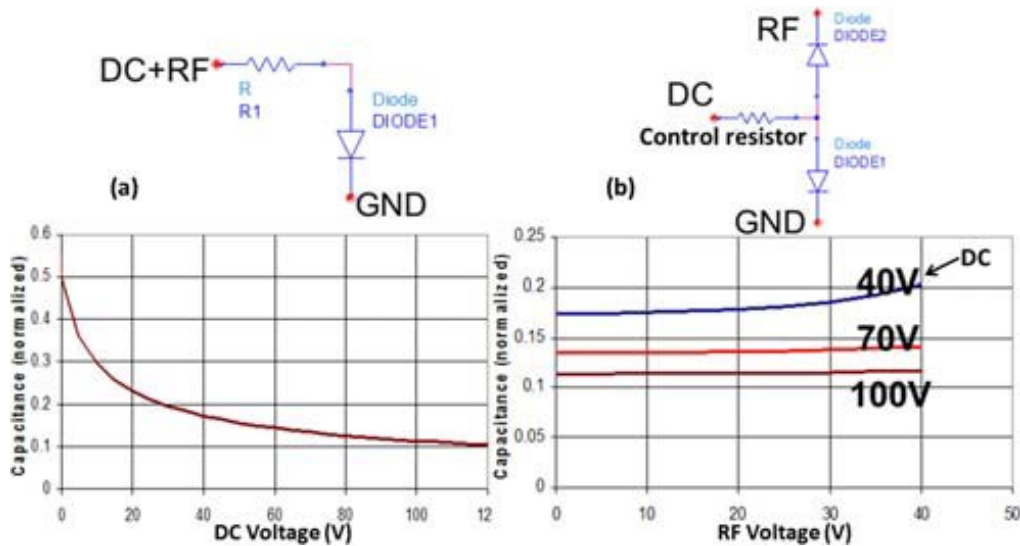 DC+RF
R
R1
Diode
DIODE1
(a)
GND
RF
Diode
DIODE2
DC
Control resistor
Diode
DIODE1
(b)
GND
Capacitance (normalized)
0.6
0.5
0.4
0.3
0.2
0.1
0
0 20 40 60 80 100 12
DC Voltage (V)
Capacitance (normalized)
0.25
0.2
0.15
0.1
0.05
0
40V
DC
70V
100V
0 10 20 30 40 50
RF Voltage (V)